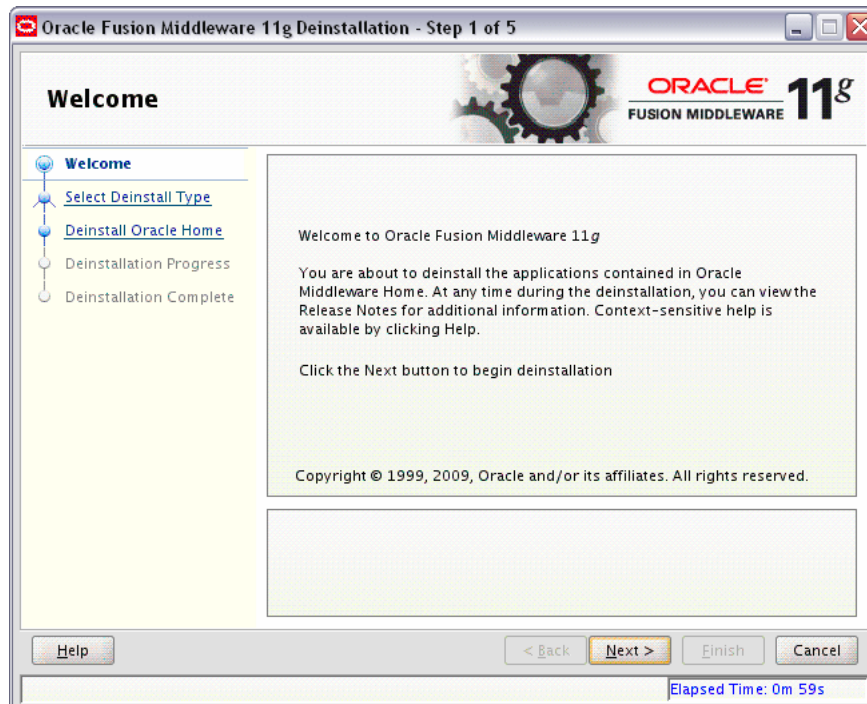 Oracle Fusion Middleware 11g Deinstallation - Step 1 of 5
Welcome
ORACLE
FUSION MIDDLEWARE
11g
Welcome
Select Deinstall Type
Deinstall Oracle Home
Deinstallation Progress
Deinstallation Complete
Welcome to Oracle Fusion Middleware 11g
You are about to deinstall the applications contained in Oracle
Middleware Home. At any time during the deinstallation, you can view the
Release Notes for additional information. Context-sensitive help is
available by clicking Help.
Click the Next button to begin deinstallation
Copyright © 1999, 2009, Oracle and/or its affiliates. All rights reserved.
Help
< Back
Next >
Finish
Cancel
Elapsed Time: 0m 59s